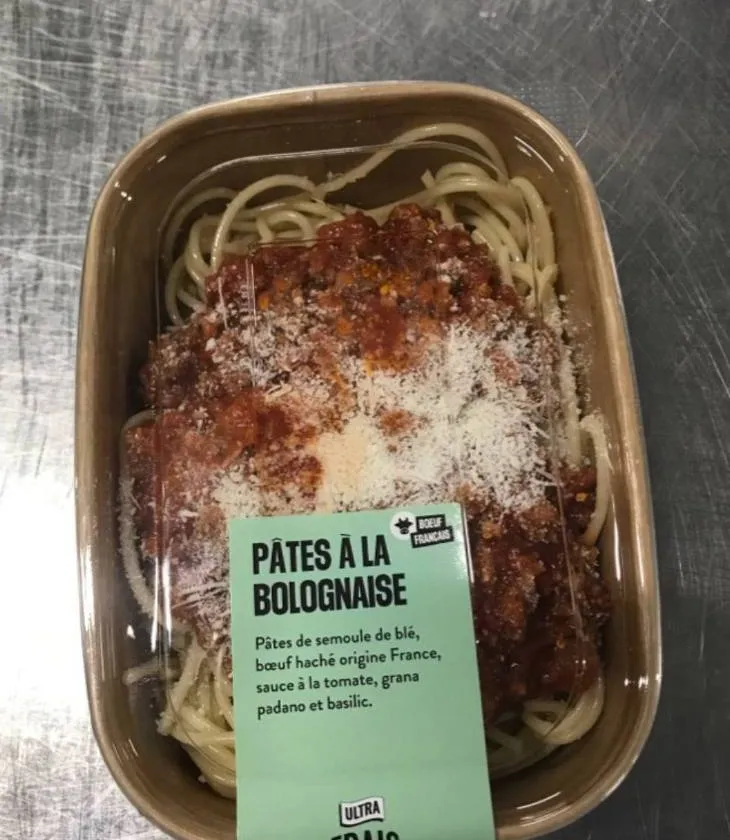 BOEUF
FRANÇAIS
PÂTES À LA
BOLOGNAISE
Pâtes de semoule de blé,
bœuf haché origine France,
sauce à la tomate, grana
padano et basilic.
ULTRA
FRAIS